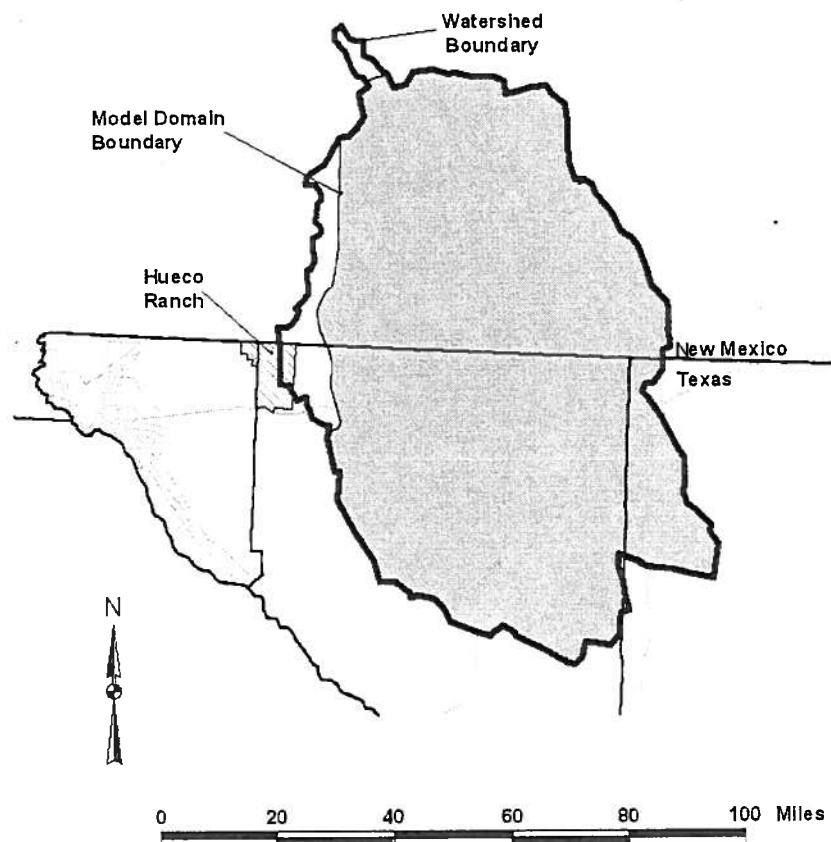 Watershed
Boundary
Model Domain
Boundary
Hueco
Ranch
New Mexico
Texas
N
0 20 40 60 80 100 Miles